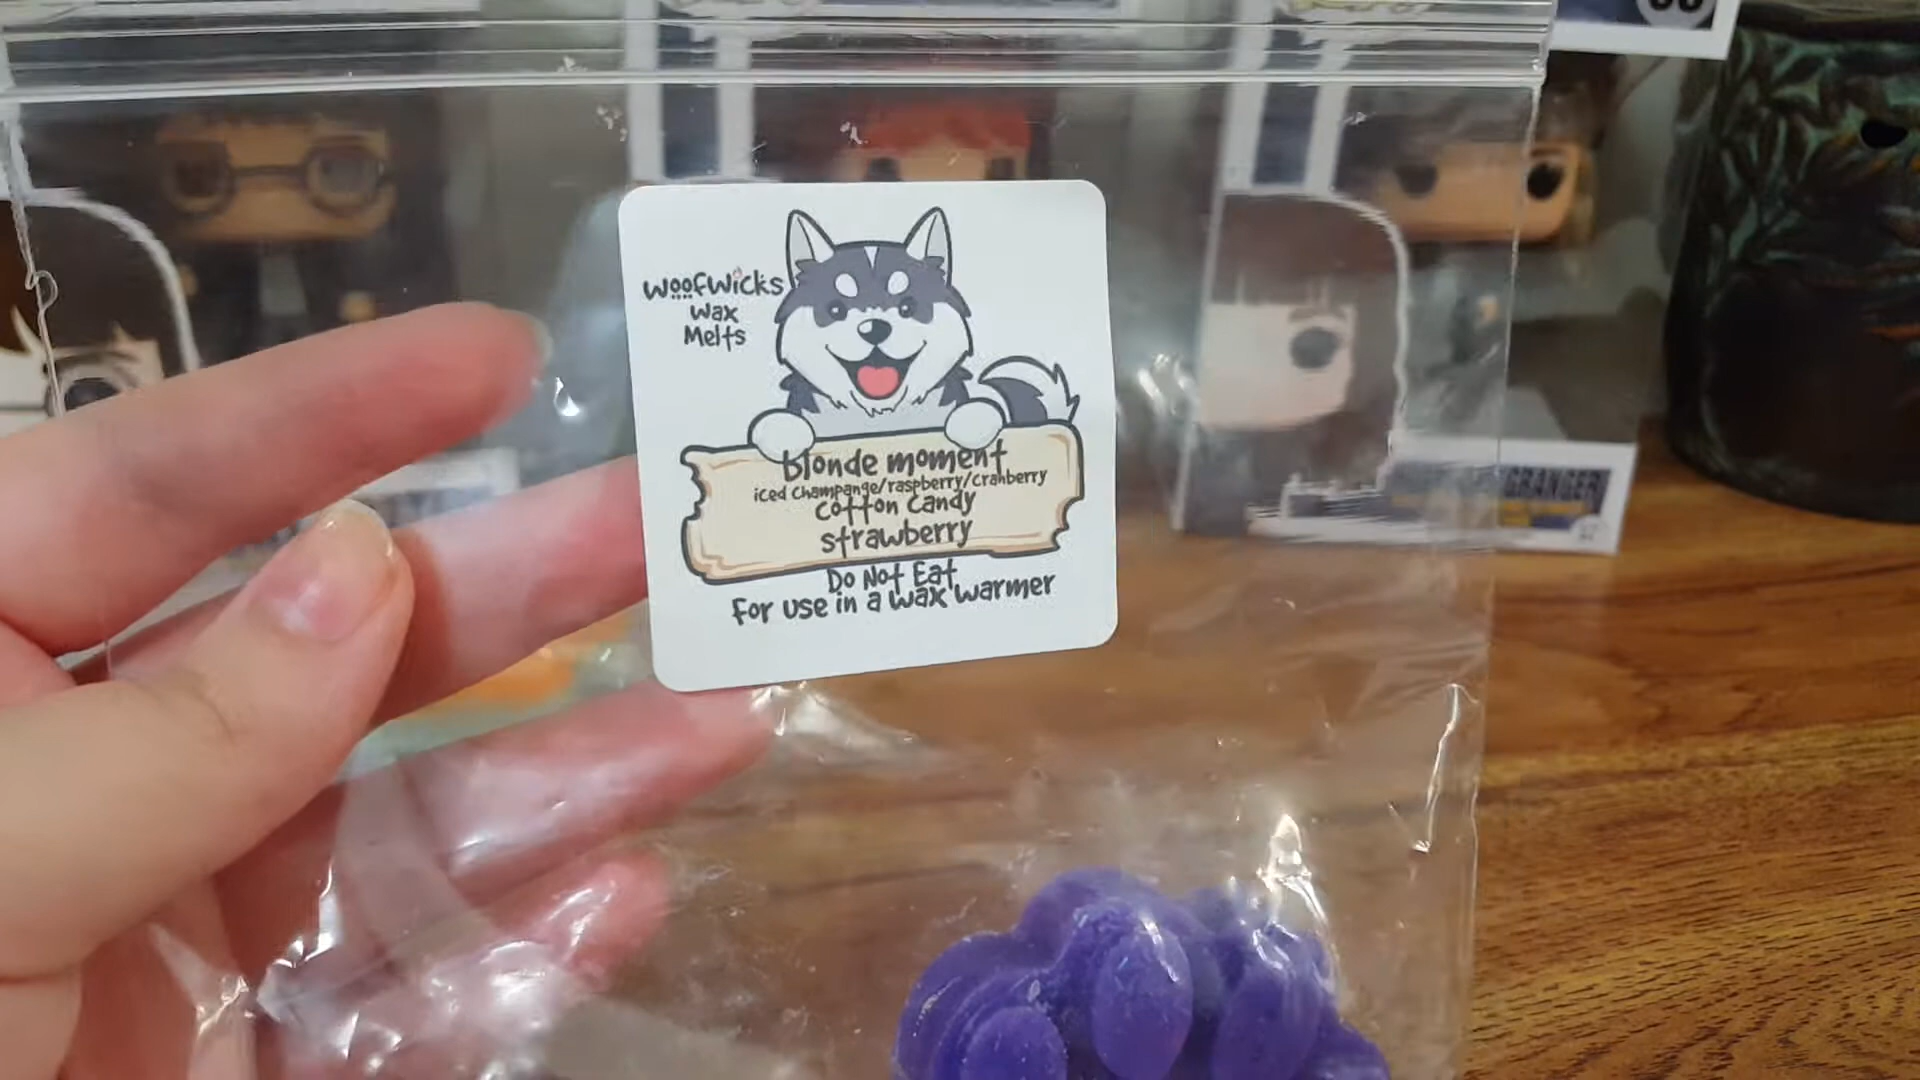 WoofWicks
Wax
Melts
Blonde moment
iced champange/raspberry/cranberry
cotton candy
strawberry
Do Not Eat
For use in a wax warmer
GRANGER